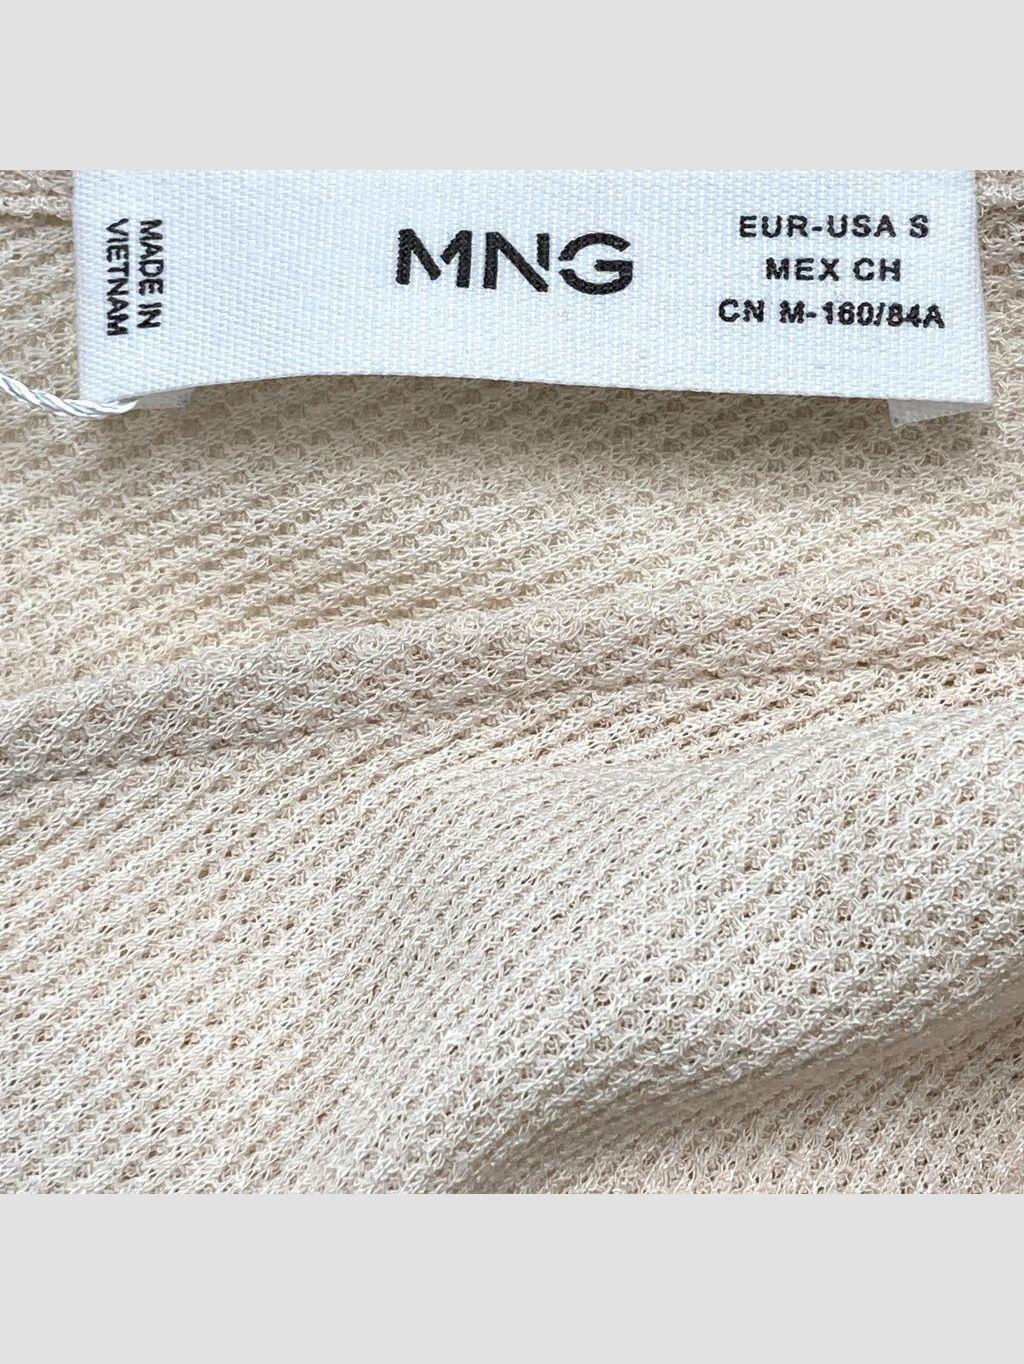 MADE IN
VIETNAM
MNG
EUR-USA S
MEX CH
CN M-160/84A